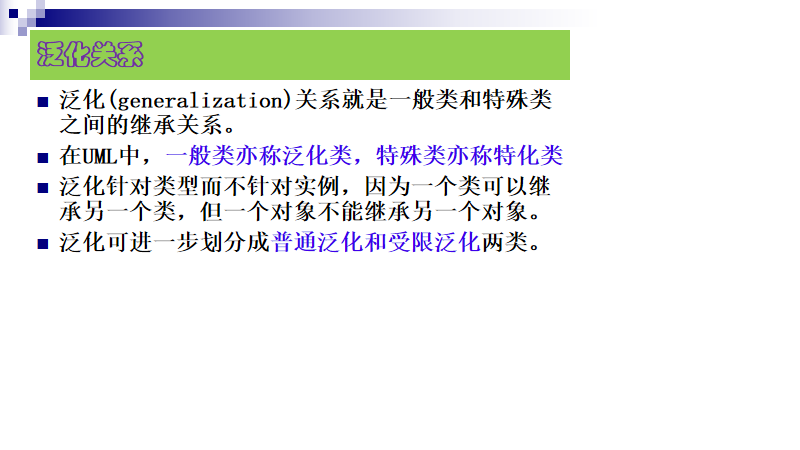 泛化关系
■ 泛化(generalization)关系就是一般类和特殊类
之间的继承关系。
■ 在UML中，一般类亦称泛化类，特殊类亦称特化类
■ 泛化针对类型而不针对实例，因为一个类可以继
承另一个类，但一个对象不能继承另一个对象。
■ 泛化可进一步划分成普通泛化和受限泛化两类。